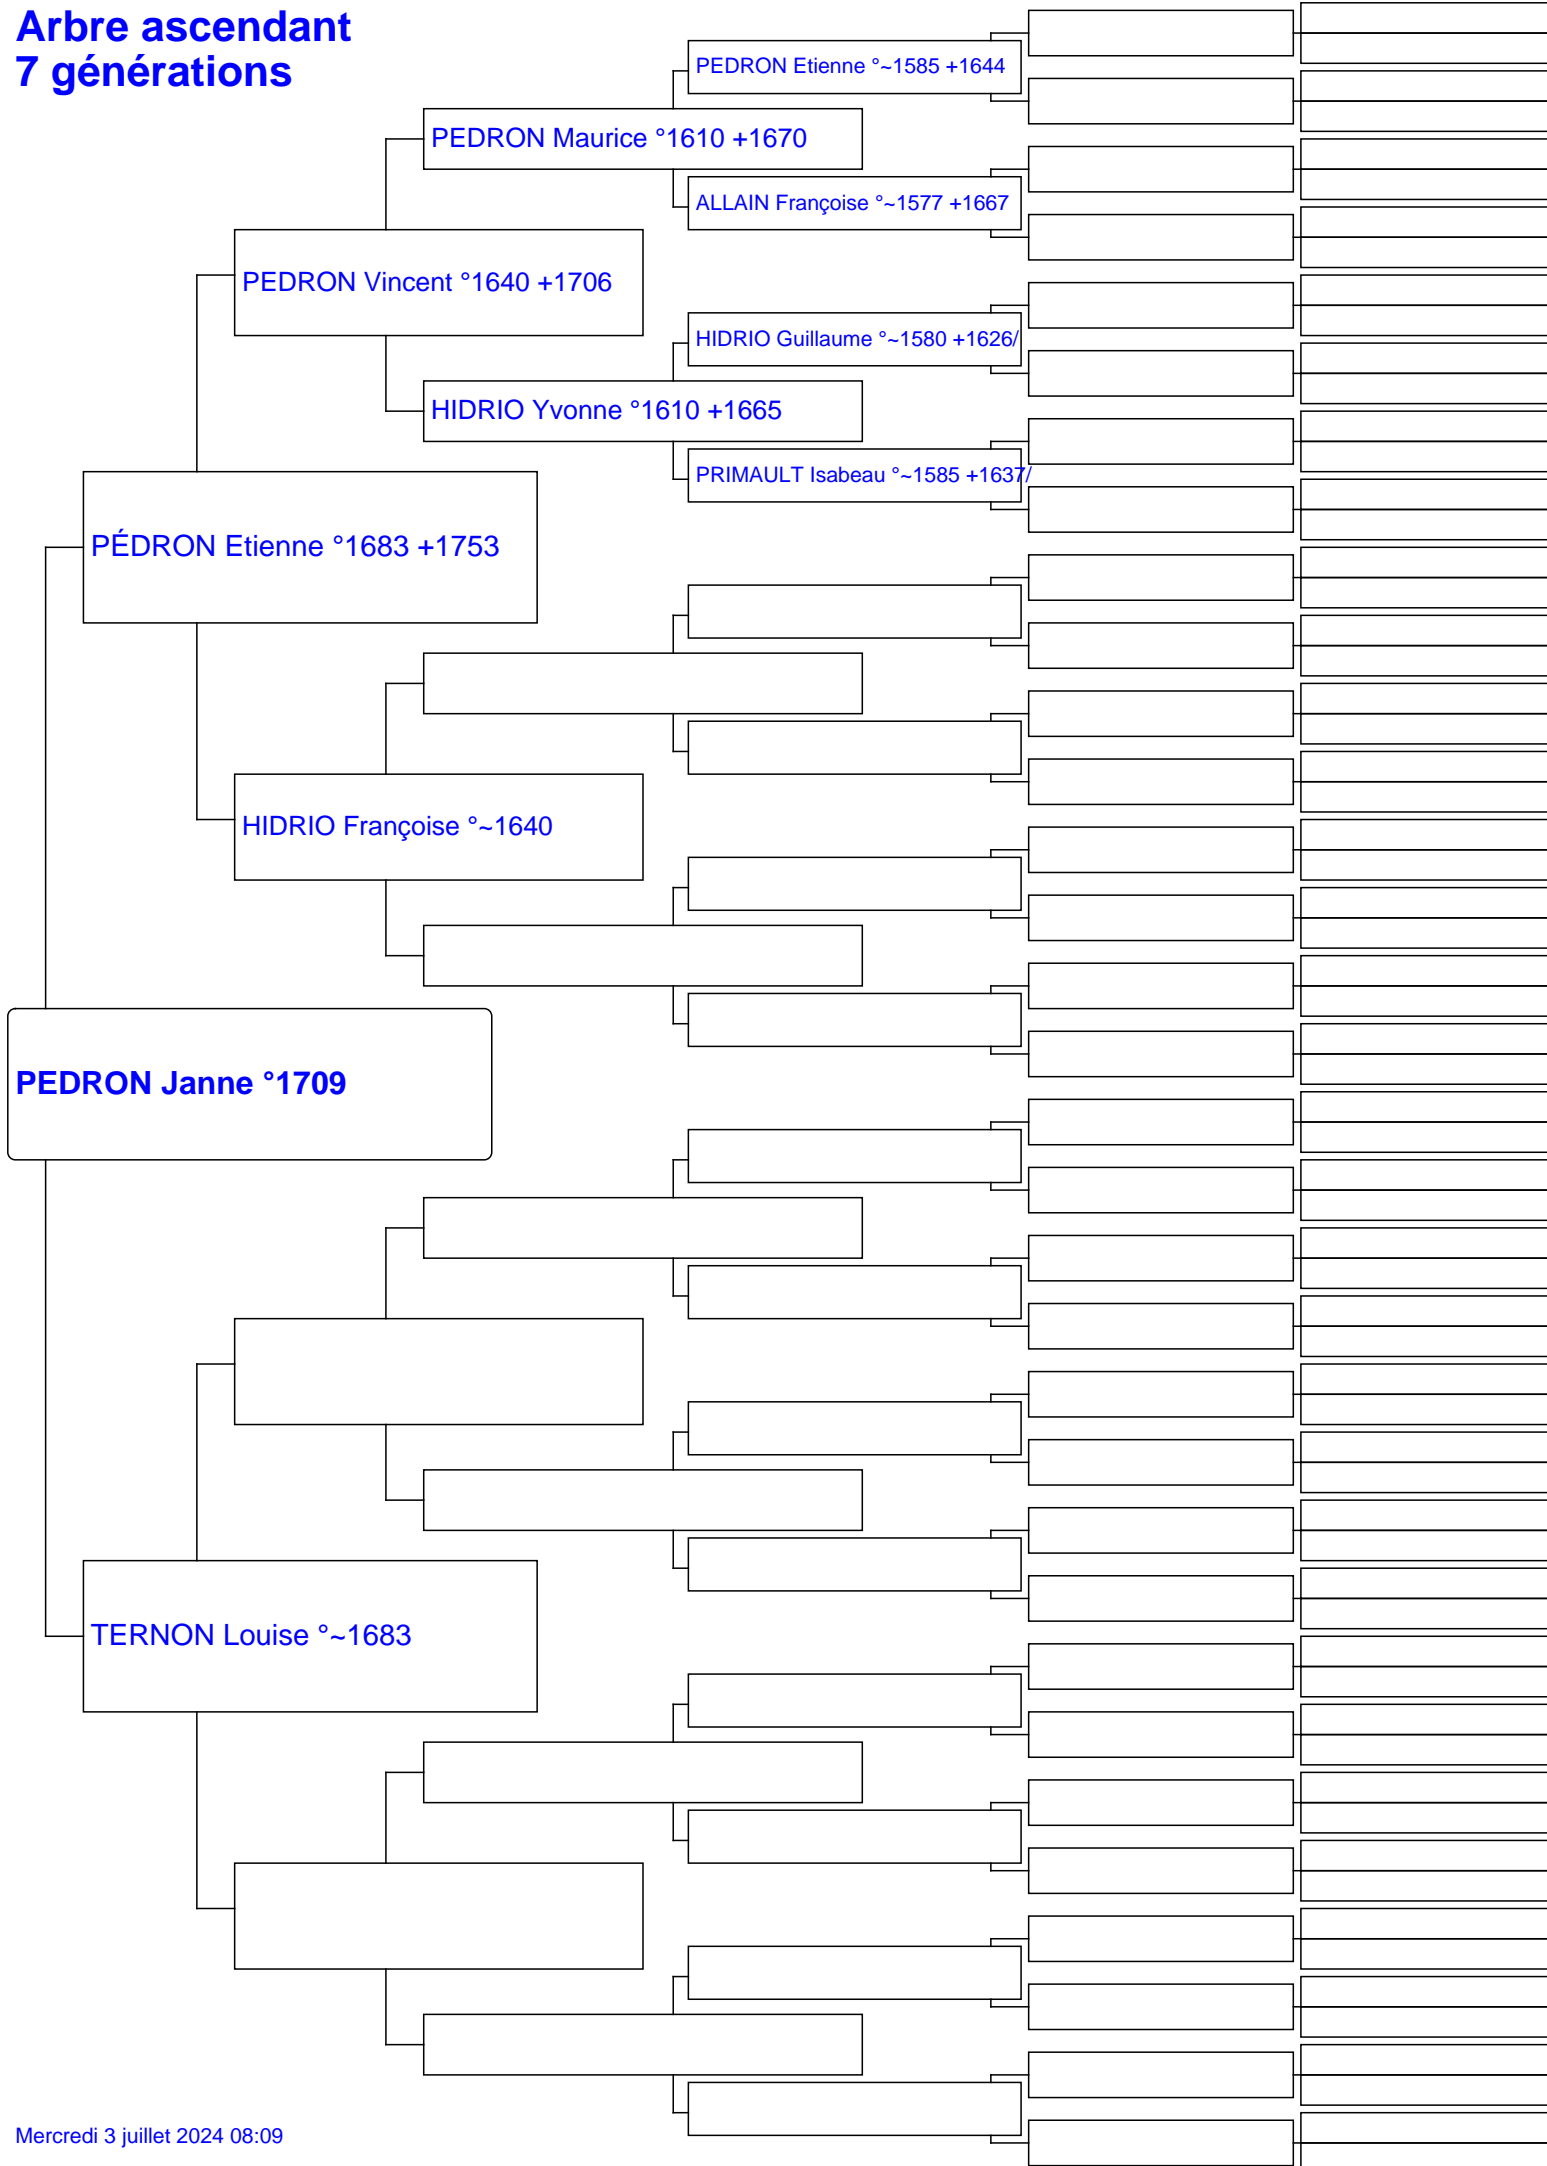 Arbre ascendant
7 générations
PEDRON Etienne °~1585 +1644
PEDRON Maurice °1610 +1670
ALLAIN Françoise °~1577 +1667
PEDRON Vincent °1640 +1706
HIDRIO Guillaume °~1580 +1626/
HIDRIO Yvonne °1610 +1665
PRIMAULT Isabeau °~1585 +1637/
PÉDRON Etienne °1683 +1753
HIDRIO Françoise °~1640
PEDRON Janne °1709
TERNON Louise °~1683
Mercredi 3 juillet 2024 08:09